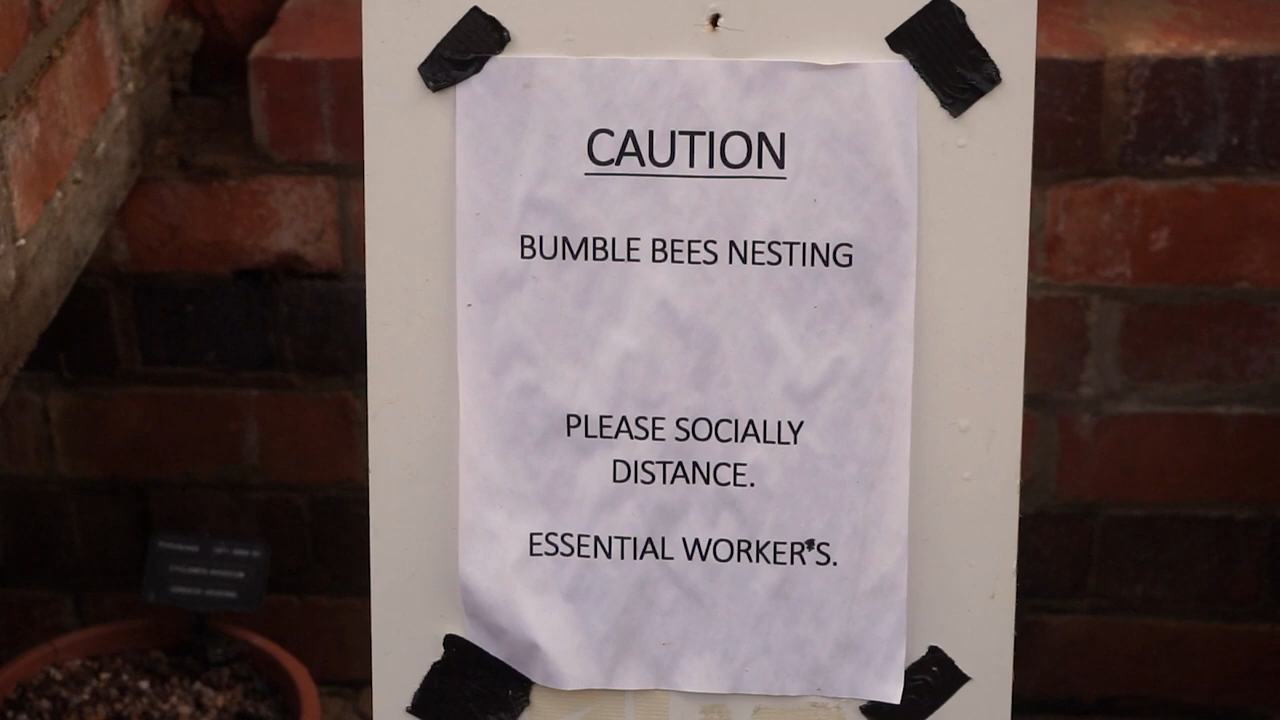 CAUTION
BUMBLE BEES NESTING
PLEASE SOCIALLY
DISTANCE.
ESSENTIAL WORKER'S.